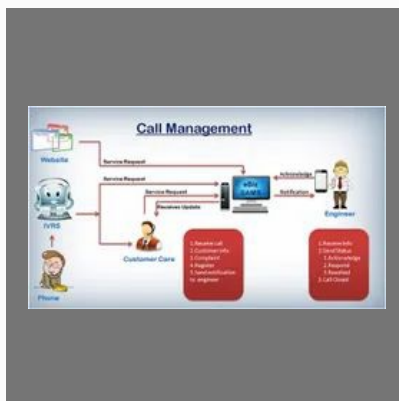 Call Management
Website
Service Request
Service Request
Service Request
Receives Update
Acknowledge
Notification
eBiz
Engineer
IVRS
Customer Care
Phone
1. Receive call
2. Customer info
3. Complaint
4. Register
5. Send notification
to engineer
1. Receive Info
2. Send Status
1. Acknowledge
2. Respond
3. Resolved
3. Call Closed